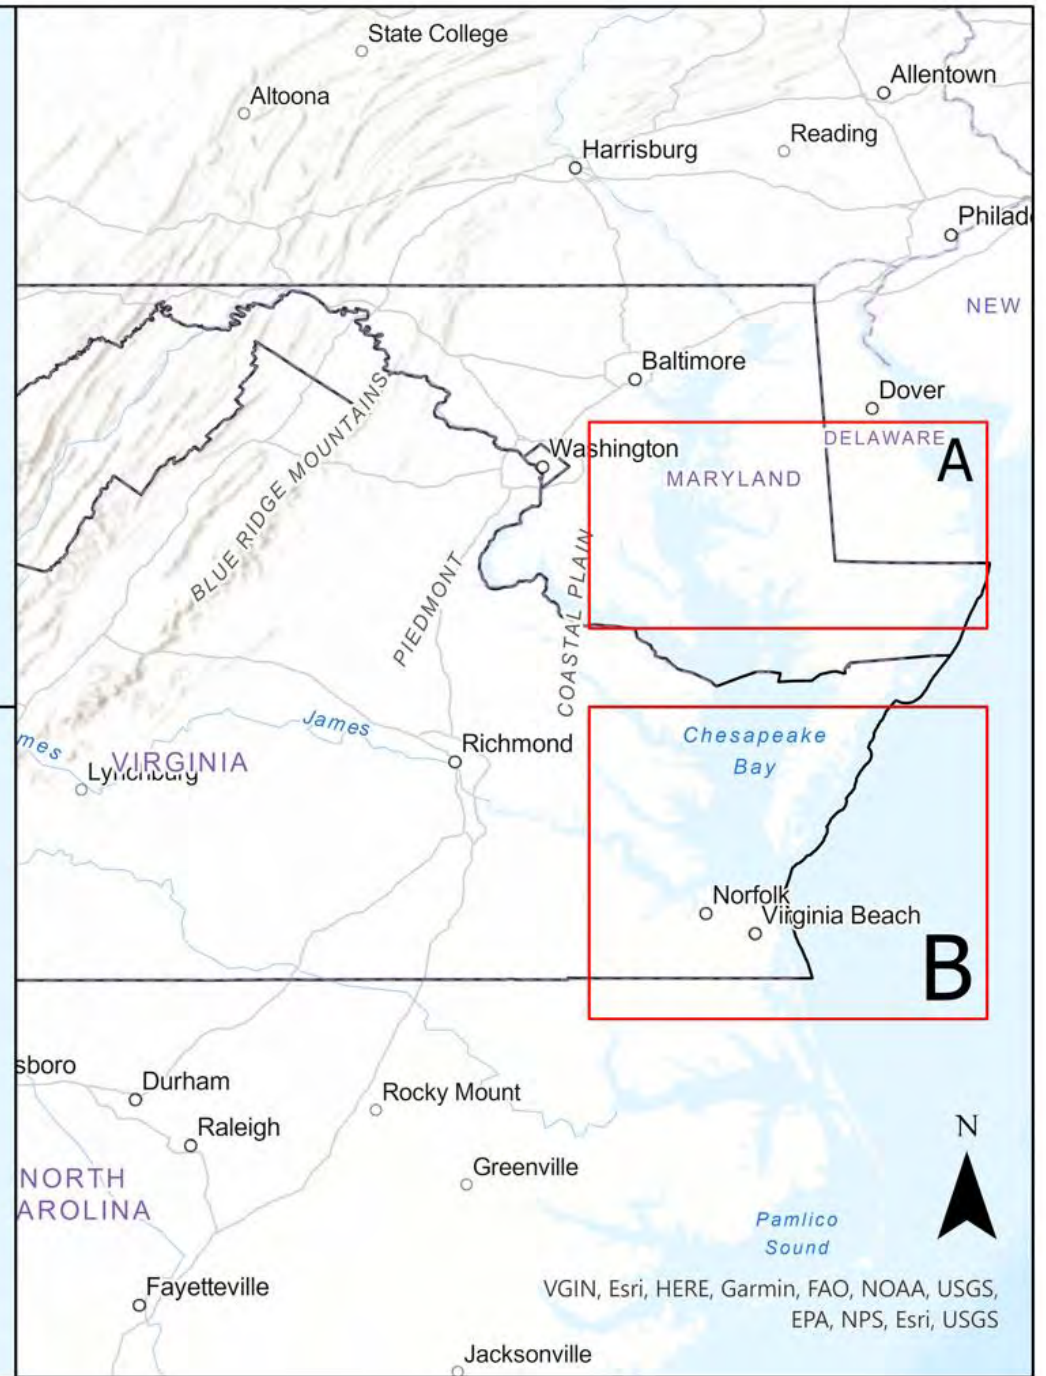 State College
Allentown
Altoona
Reading
Harrisburg
Philad
NEW
Baltimore
Dover
DELAWARE
A
Washington
MARYLAND
BLUE RIDGE MOUNTAINS
PIEDMONT
COASTAL PLAIN
James
Chesapeake
Bay
Richmond
mes
VIRGINIA
Lynchburg
Norfolk
Virginia Beach
B
sboro
Durham
Rocky Mount
Raleigh
N
Greenville
NORTH
AROLINA
Pamlico
Sound
Fayetteville
VGIN, Esri, HERE, Garmin, FAO, NOAA, USGS,
EPA, NPS, Esri, USGS
Jacksonville